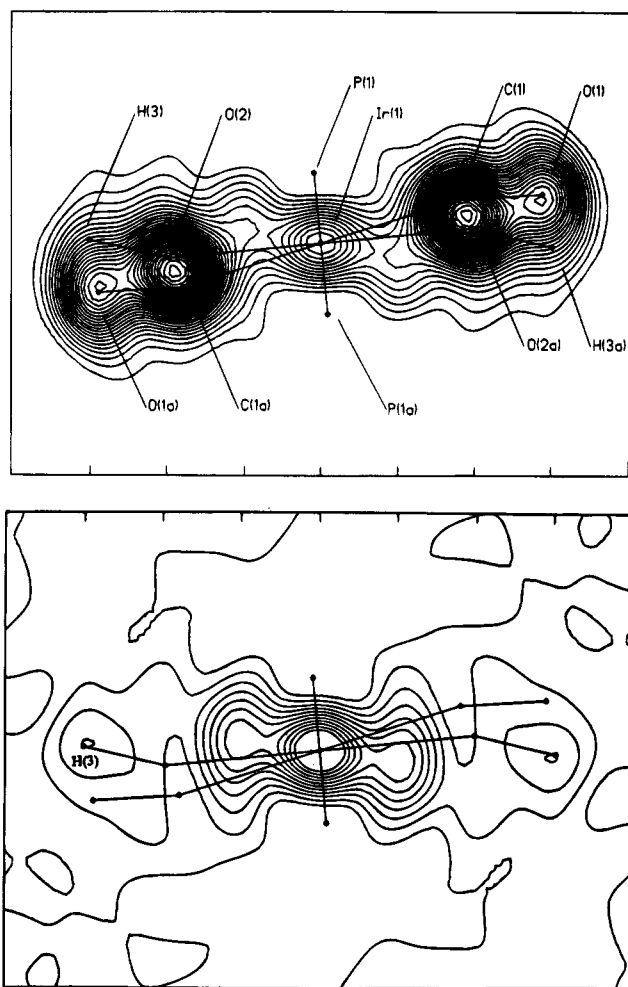 P(1)
C(1)
O(1)
H(3)
O(2)
Ir(1)
O(1a)
C(1a)
P(1a)
O(2a)
H(3a)
H(3)